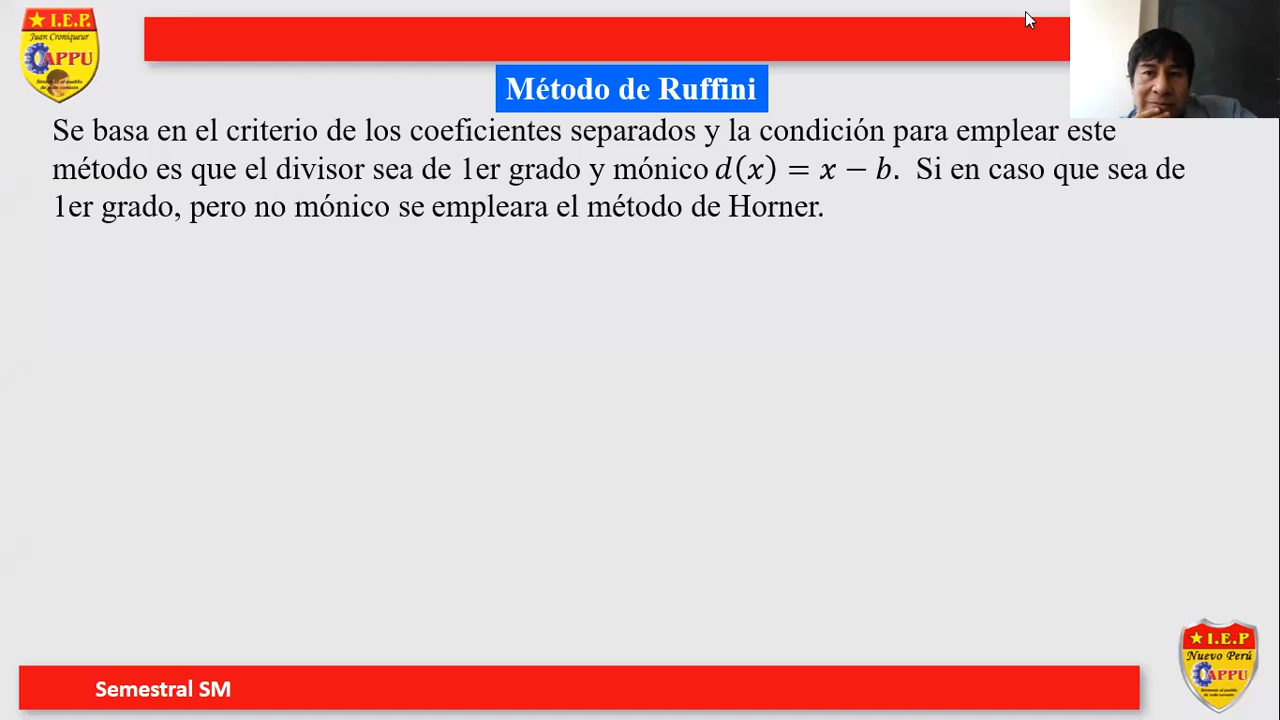 I.E.P.
Juan Croniqueur
APPU
Método de Ruffini
Se basa en el criterio de los coeficientes separados y la condición para emplear este
método es que el divisor sea de 1er grado y mónico d(x) = x − b. Si en caso que sea de
1er grado, pero no mónico se empleara el método de Horner.
I.E.P
Nuevo Perú
APPU
Semestral SM